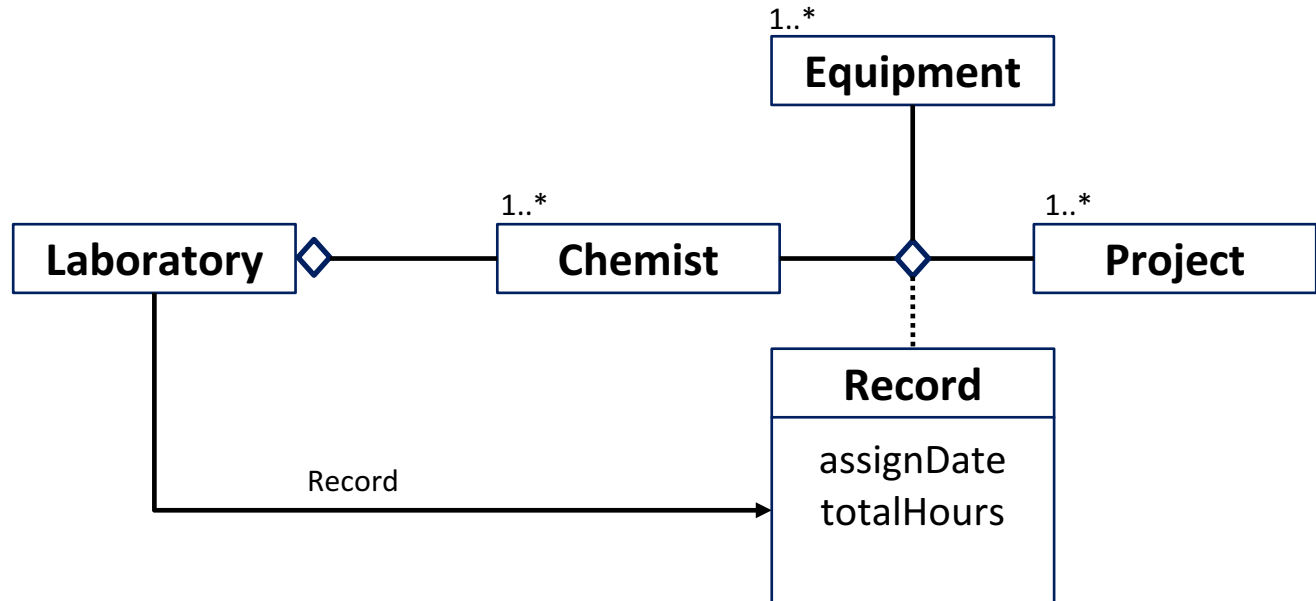 1..*
Equipment
1..*
1..*
Laboratory
Chemist
Project
Record
assignDate
totalHours
Record